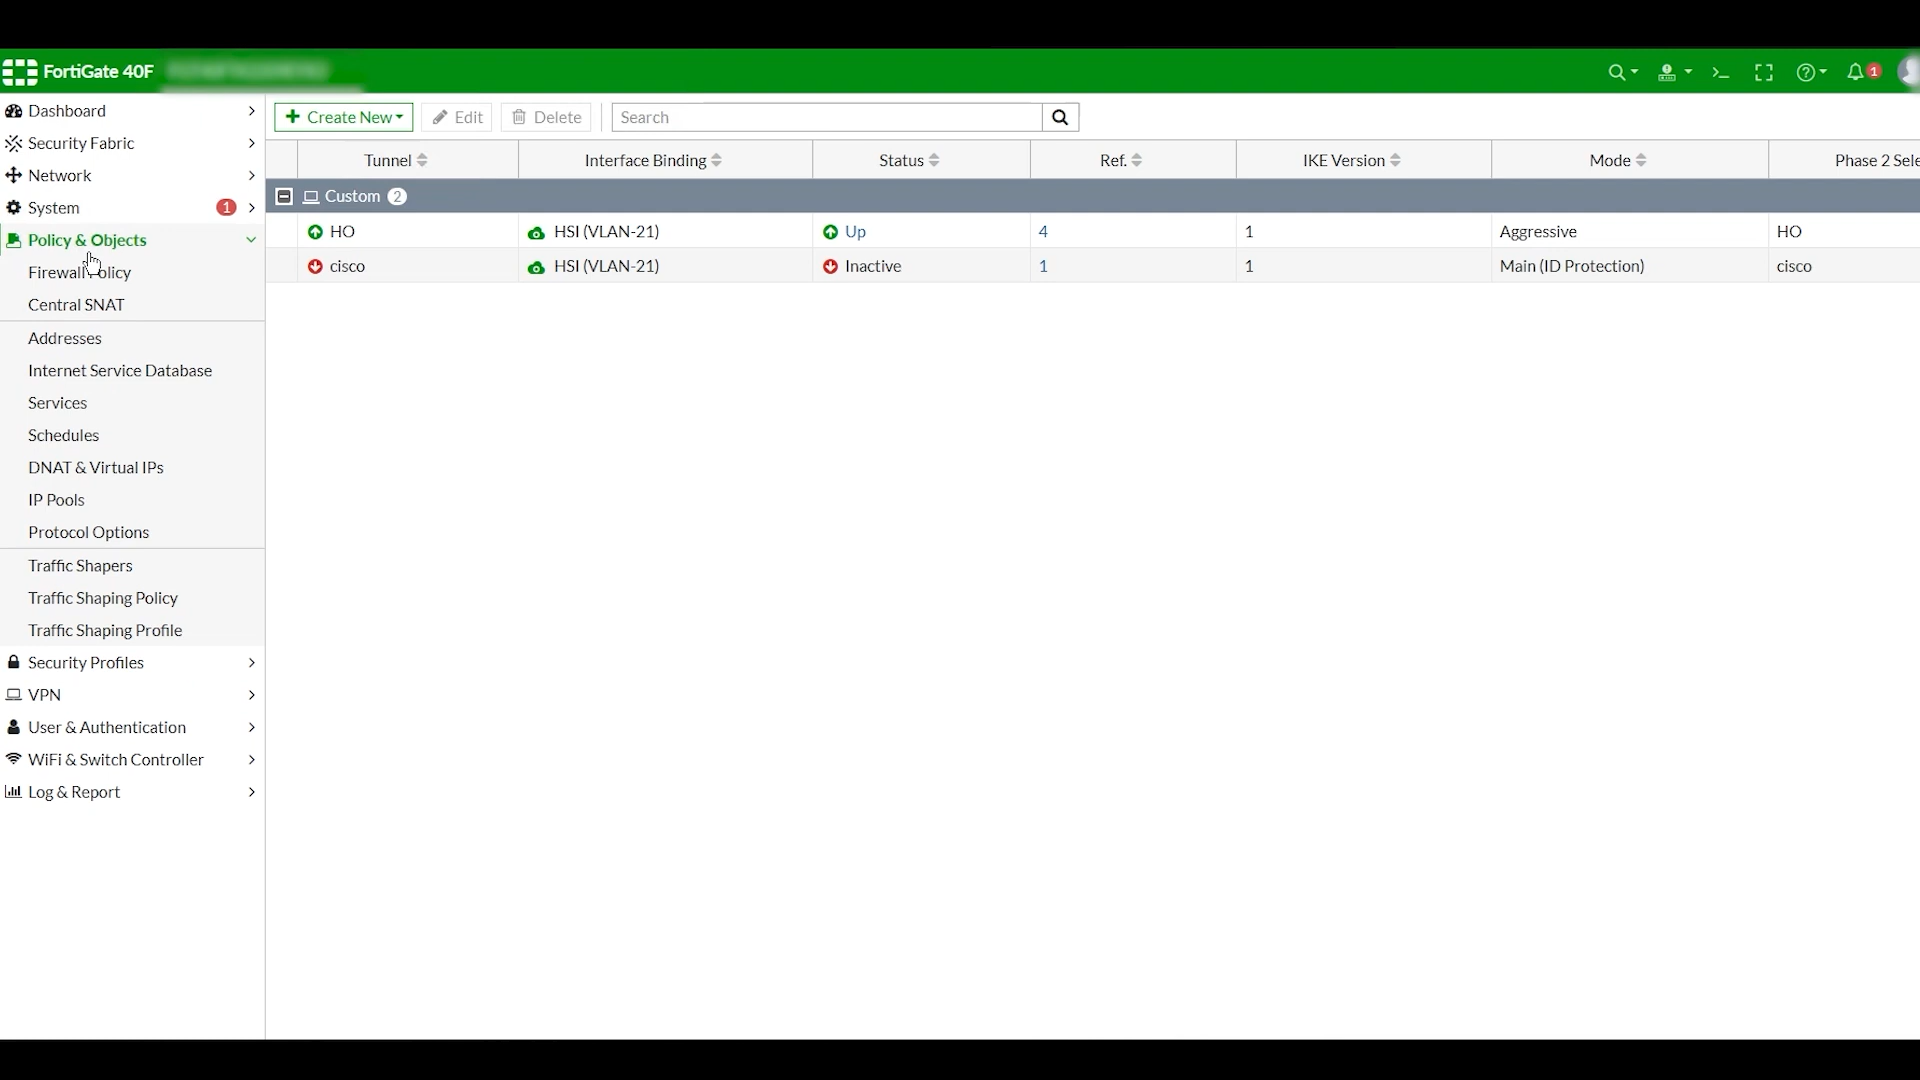 FortiGate 40F
1
Dashboard
Security Fabric
Network
System 1
Policy & Objects
Firewall Policy
Central SNAT
Addresses
Internet Service Database
Services
Schedules
DNAT & Virtual IPs
IP Pools
Protocol Options
Traffic Shapers
Traffic Shaping Policy
Traffic Shaping Profile
Security Profiles
VPN
User & Authentication
WiFi & Switch Controller
Log & Report
Create New Edit Delete Search
Tunnel Interface Binding Status Ref. IKE Version Mode Phase 2 Sele
Custom 2
HO HSI (VLAN-21) Up 4 1 Aggressive HO
cisco HSI (VLAN-21) Inactive 1 1 Main (ID Protection) cisco